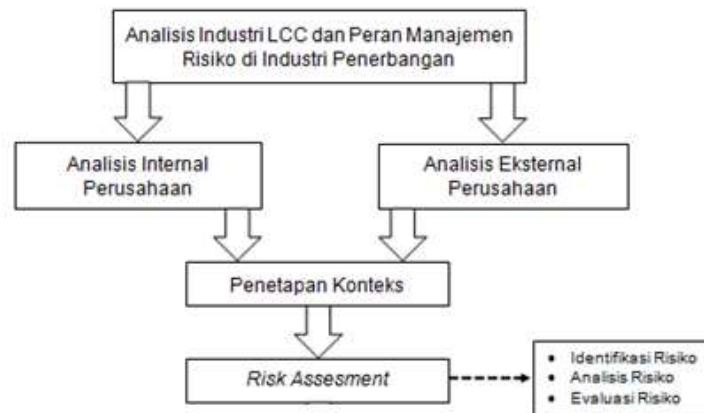 Analisis Industri LCC dan Peran Manajemen
Risiko di Industri Penerbangan
Analisis Internal
Perusahaan
Analisis Eksternal
Perusahaan
Penetapan Konteks
Risk Assesment
• Identifikasi Risiko
• Analisis Risiko
• Evaluasi Risiko